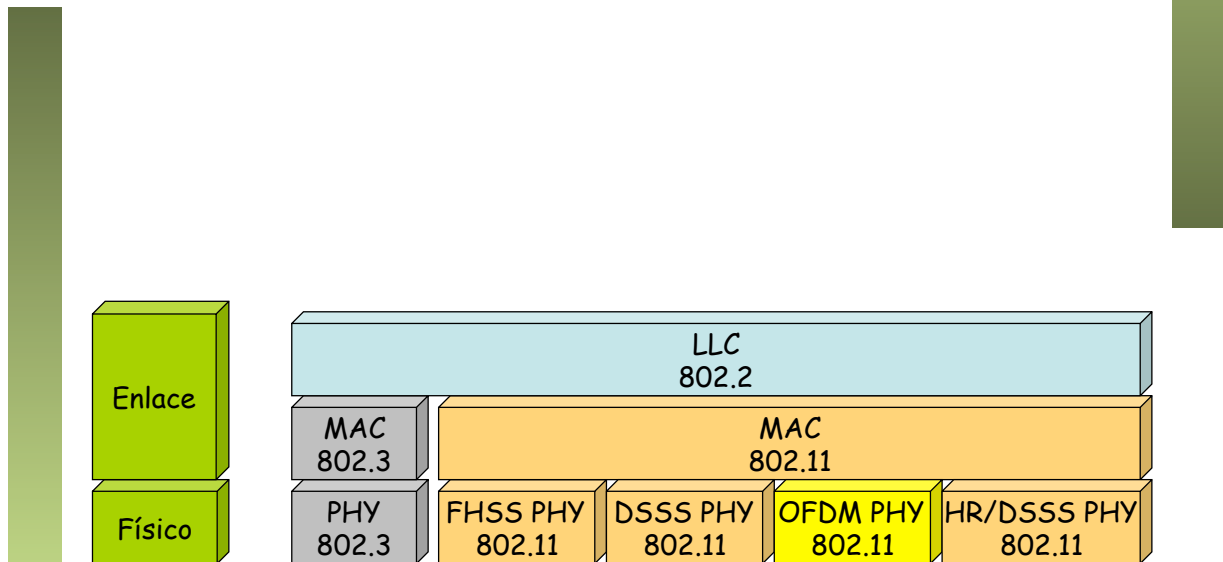 Enlace
LLC
802.2
MAC
802.3
MAC
802.11
Físico
PHY
802.3
FHSS PHY
802.11
DSSS PHY
802.11
OFDM PHY
802.11
HR/DSSS PHY
802.11